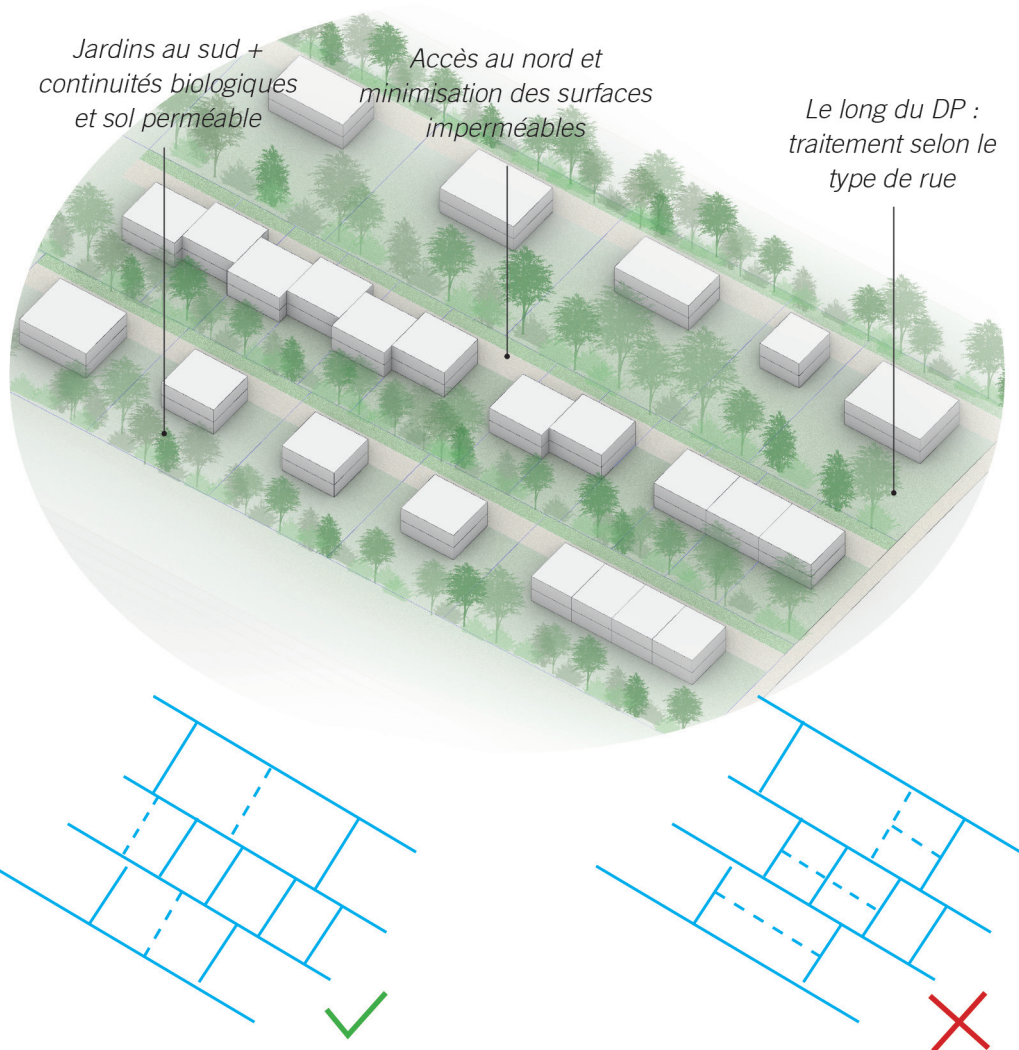 Jardins au sud +
continuités biologiques
et sol perméable
Accès au nord et
minimisation des surfaces
imperméables
Le long du DP :
traitement selon le
type de rue